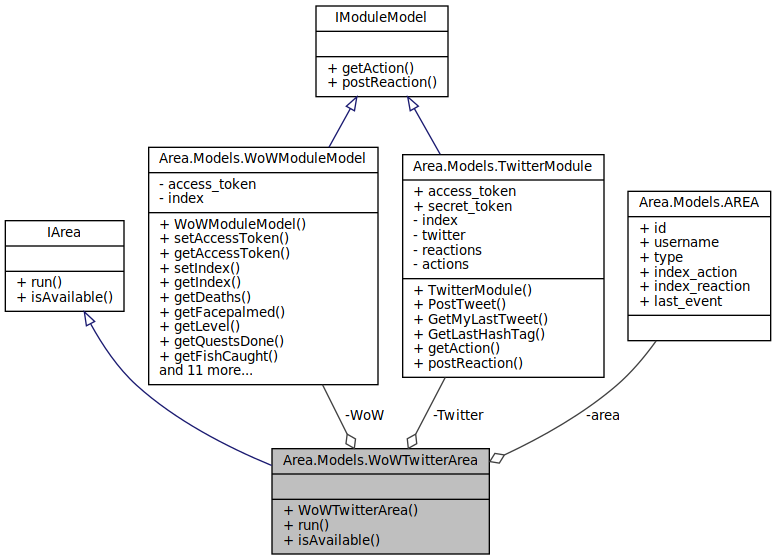 IModuleModel
+ getAction()
+ postReaction()
Area.Models.WoWModuleModel
- access_token
- index
+ WoWModuleModel()
+ setAccessToken()
+ getAccessToken()
+ setIndex()
+ getIndex()
+ getDeaths()
+ getFacepalmed()
+ getLevel()
+ getQuestsDone()
+ getFishCaught()
and 11 more...
Area.Models.TwitterModule
+ access_token
+ secret_token
- index
- twitter
- reactions
- actions
+ TwitterModule()
+ PostTweet()
+ GetMyLastTweet()
+ GetLastHashTag()
+ getAction()
+ postReaction()
Area.Models.AREA
+ id
+ username
+ type
+ index_action
+ index_reaction
+ last_event
IArea
+ run()
+ isAvailable()
-WoW
-Twitter
-area
Area.Models.WoWTwitterArea
+ WoWTwitterArea()
+ run()
+ isAvailable()